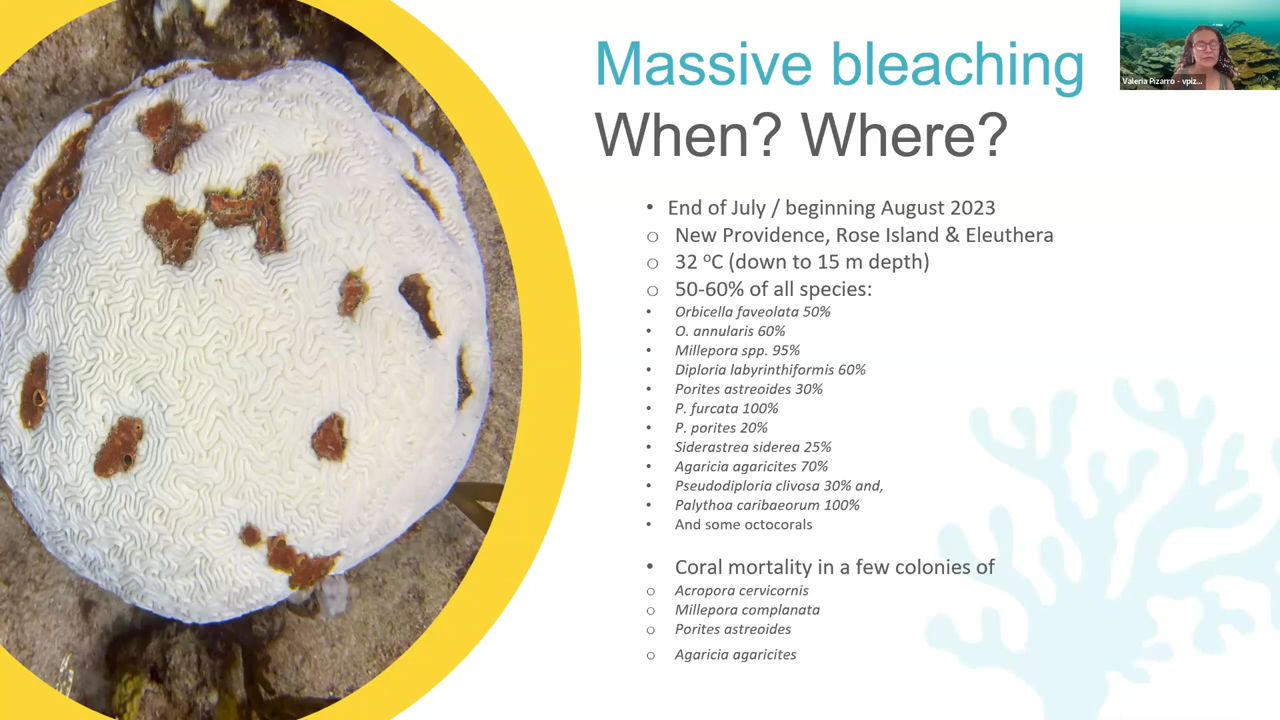 Massive bleaching
When? Where?
Valeria Pizarro - vpiz...
• End of July / beginning August 2023
○ New Providence, Rose Island & Eleuthera
○ 32 ºC (down to 15 m depth)
○ 50-60% of all species:
• Orbicella faveolata 50%
• O. annularis 60%
• Millepora spp. 95%
• Diploria labyrinthiformis 60%
• Porites astreoides 30%
• P. furcata 100%
• P. porites 20%
• Siderastrea siderea 25%
• Agaricia agaricites 70%
• Pseudodiploria clivosa 30% and,
• Palythoa caribaeorum 100%
• And some octocorals
• Coral mortality in a few colonies of
○ Acropora cervicornis
○ Millepora complanata
○ Porites astreoides
○ Agaricia agaricites